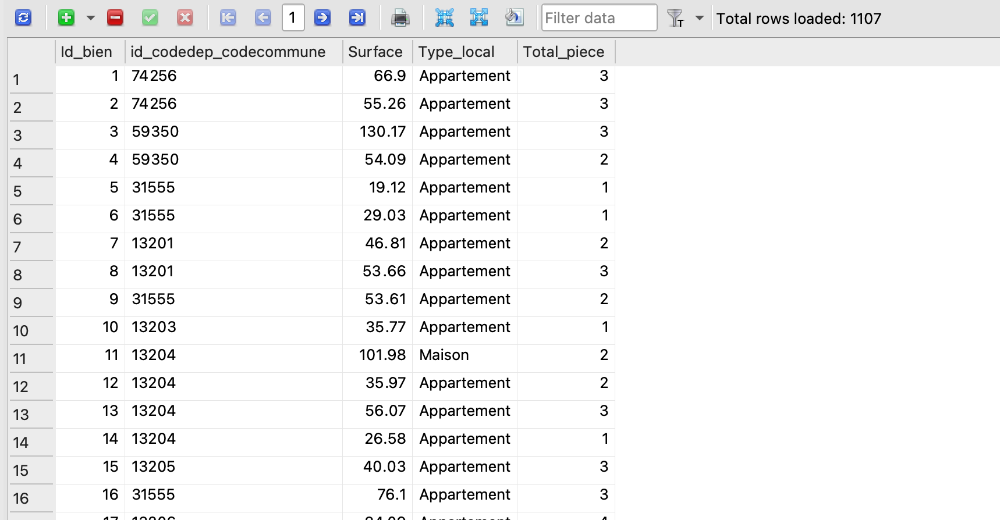 1 Filter data T Total rows loaded: 1107
Id_bien id_codedep_codecommune Surface Type_local Total_piece
1 1 74256 66.9 Appartement 3
2 2 74256 55.26 Appartement 3
3 3 59350 130.17 Appartement 3
4 4 59350 54.09 Appartement 2
5 5 31555 19.12 Appartement 1
6 6 31555 29.03 Appartement 1
7 7 13201 46.81 Appartement 2
8 8 13201 53.66 Appartement 3
9 9 31555 53.61 Appartement 2
10 10 13203 35.77 Appartement 1
11 11 13204 101.98 Maison 2
12 12 13204 35.97 Appartement 2
13 13 13204 56.07 Appartement 3
14 14 13204 26.58 Appartement 1
15 15 13205 40.03 Appartement 3
16 16 31555 76.1 Appartement 3